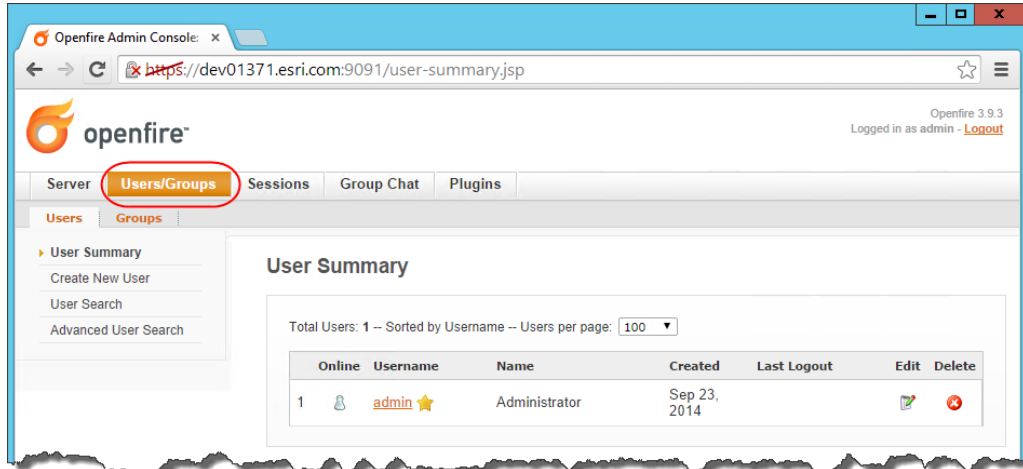 Openfire Admin Console:
https://dev01371.esri.com:9091/user-summary.jsp
openfire™
Openfire 3.9.3
Logged in as admin - Logout
Server Users/Groups Sessions Group Chat Plugins
Users Groups
User Summary
Create New User
User Search
Advanced User Search
User Summary
Total Users: 1 -- Sorted by Username -- Users per page: 100
Online Username Name Created Last Logout Edit Delete
1 admin Administrator Sep 23,
2014